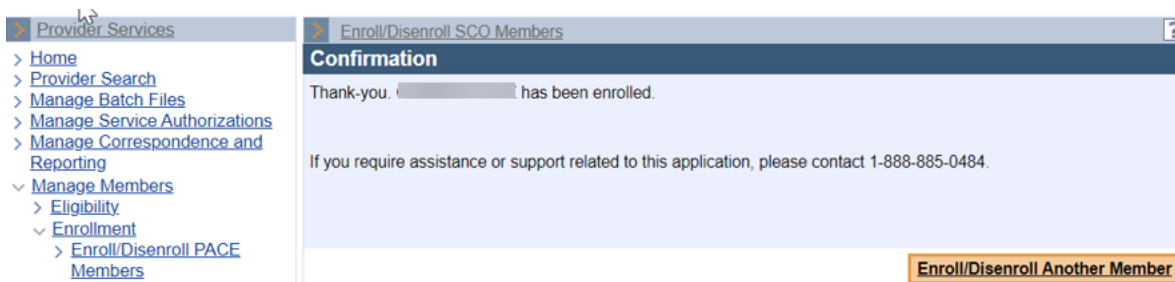 Provider Services
Home
Provider Search
Manage Batch Files
Manage Service Authorizations
Manage Correspondence and
Reporting
Manage Members
Eligibility
Enrollment
Enroll/Disenroll PACE
Members
Enroll/Disenroll SCO Members
?
Confirmation
Thank-you. has been enrolled.
If you require assistance or support related to this application, please contact 1-888-885-0484.
Enroll/Disenroll Another Member